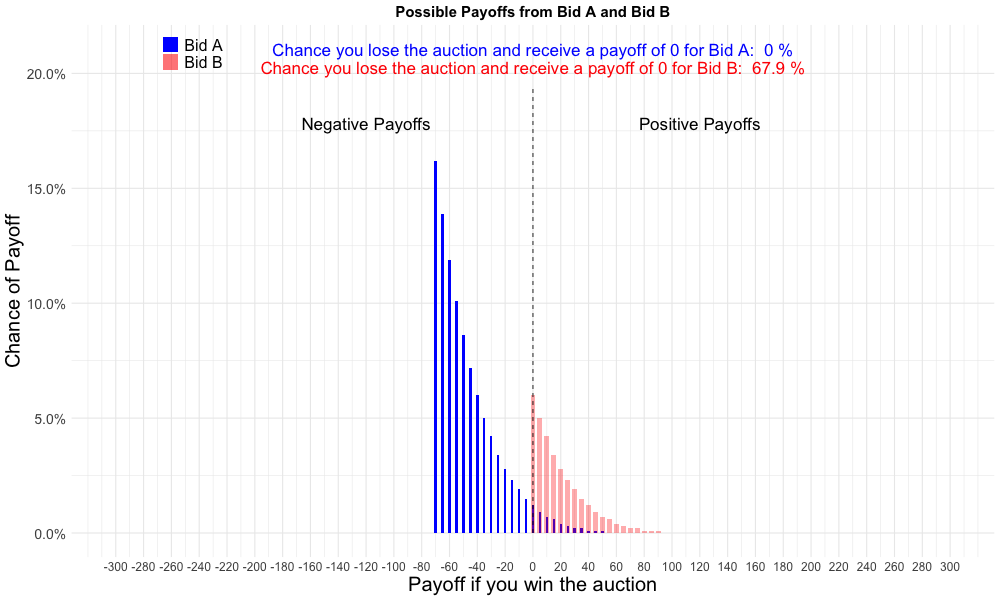 Possible Payoffs from Bid A and Bid B
Bid A
Bid B
Chance you lose the auction and receive a payoff of 0 for Bid A:  0 %
Chance you lose the auction and receive a payoff of 0 for Bid B:  67.9 %
Negative Payoffs
Positive Payoffs
Chance of Payoff
20.0%
15.0%
10.0%
5.0%
0.0%
-300 -280 -260 -240 -220 -200 -180 -160 -140 -120 -100 -80 -60 -40 -20 0 20 40 60 80 100 120 140 160 180 200 220 240 260 280 300
Payoff if you win the auction